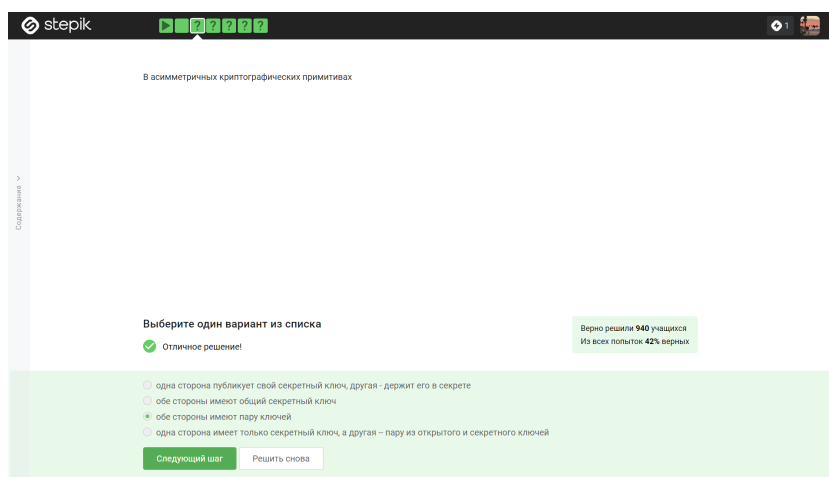 stepik
? ? ? ? ?
1
В асимметричных криптографических примитивах
Содержание
Выберите один вариант из списка
Верно решили 940 учащихся
Из всех попыток 42% верных
Отличное решение!
одна сторона публикует свой секретный ключ, другая - держит его в секрете
обе стороны имеют общий секретный ключ
обе стороны имеют пару ключей
одна сторона имеет только секретный ключ, а другая – пару из открытого и секретного ключей
Следующий шаг
Решить снова